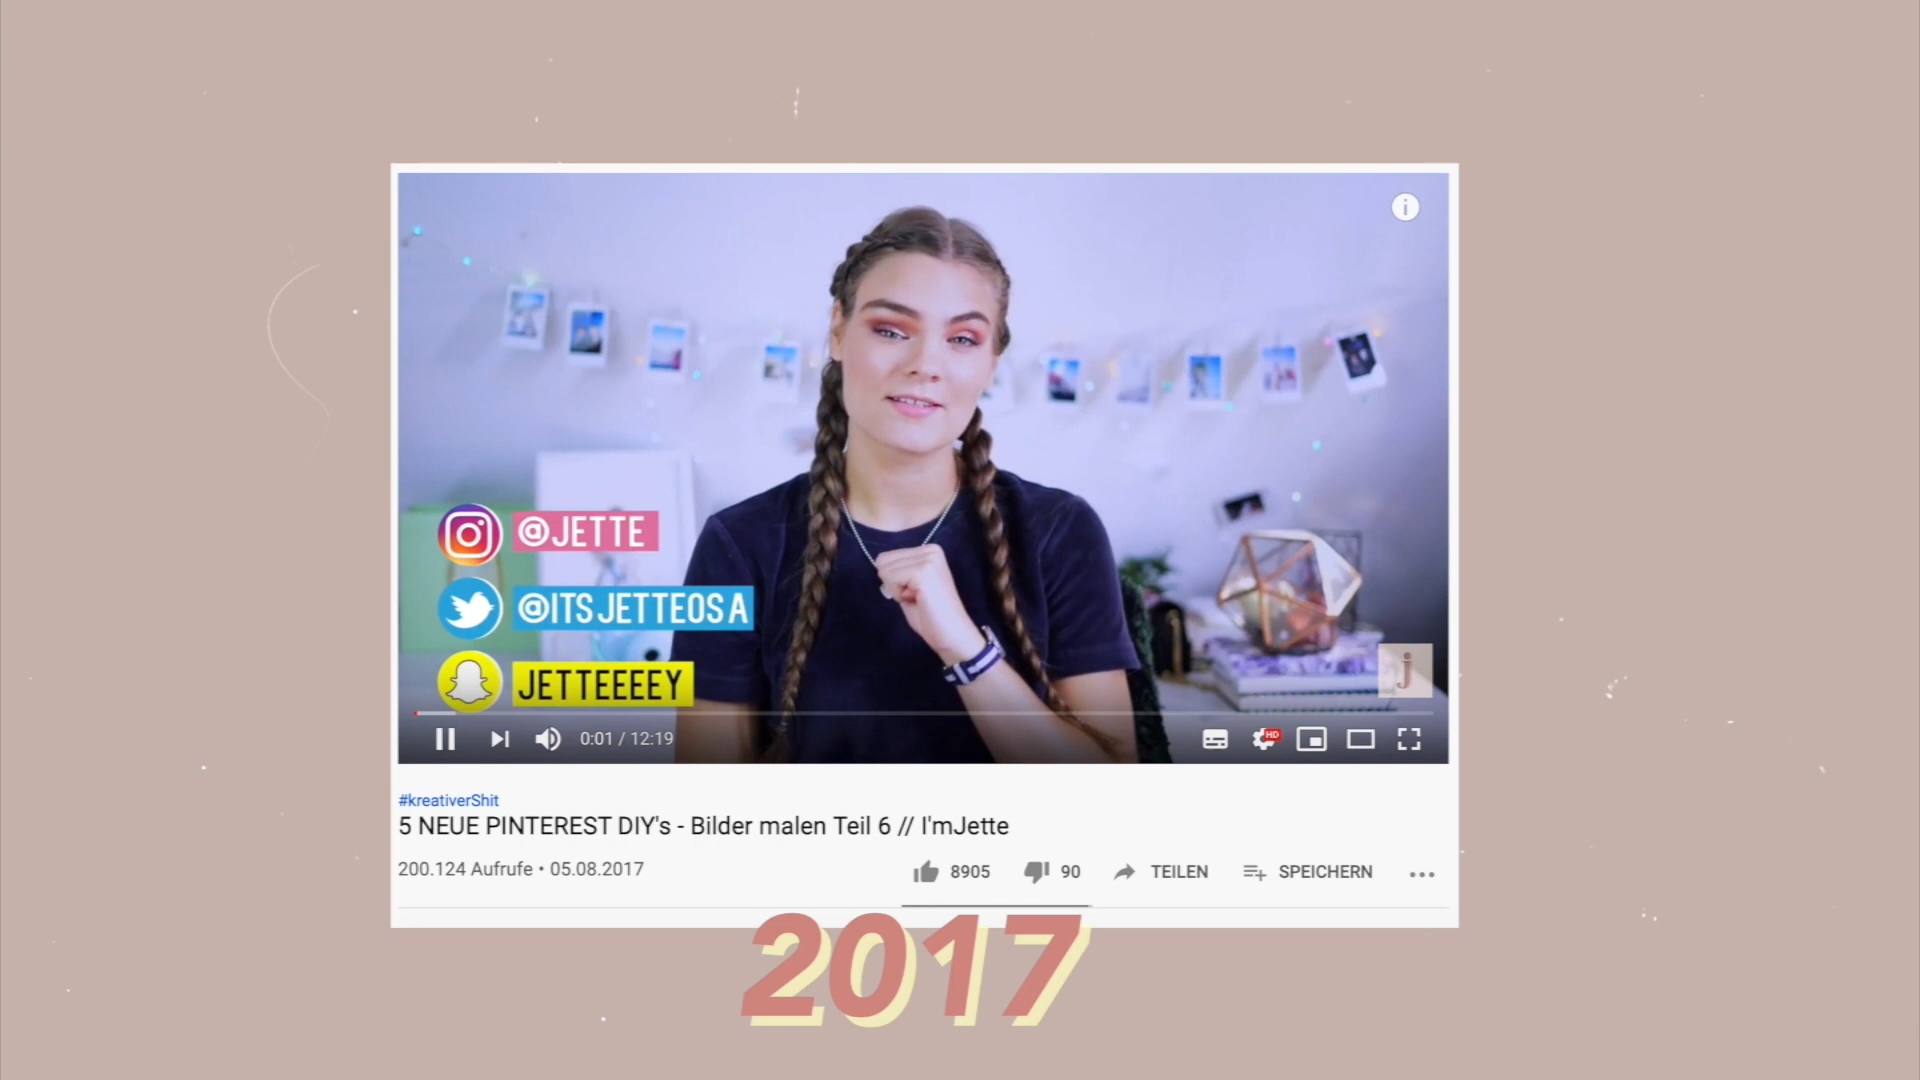 i
@JETTE
@ITSJETTEOSA
JETTEEEEY
j
0:01 / 12:19
HD
#kreativerShit
5 NEUE PINTEREST DIY's - Bilder malen Teil 6 // I'mJette
200.124 Aufrufe • 05.08.2017
8905 90 TEILEN SPEICHERN
2017